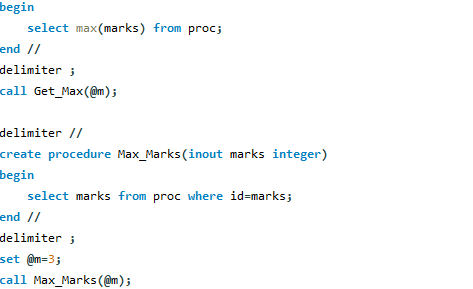 begin
    select max(marks) from proc;
end //
delimiter ;
call Get_Max(@m);

delimiter //
create procedure Max_Marks(inout marks integer)
begin
    select marks from proc where id=marks;
end //
delimiter ;
set @m=3;
call Max_Marks(@m);